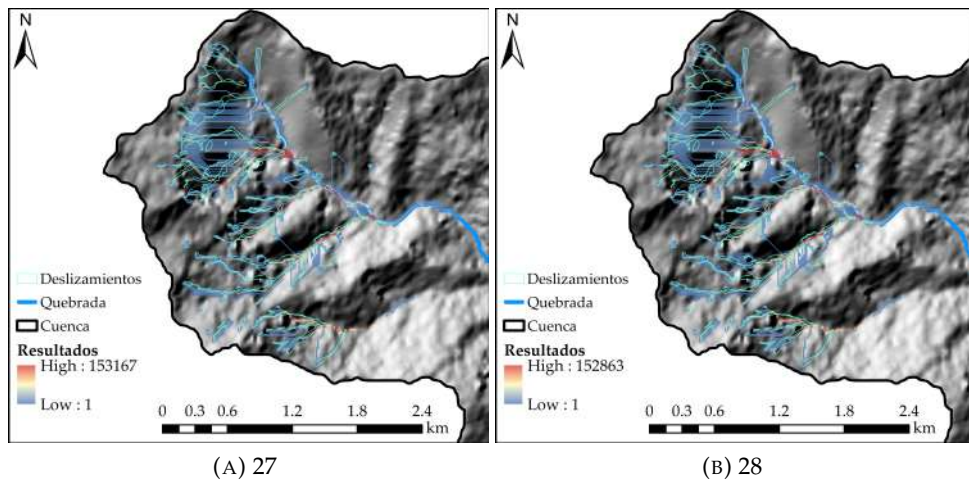 N
Deslizamientos
Quebrada
Cuenca
Resultados
High : 153167
Low : 1
0 0.3 0.6 1.2 1.8 2.4
km
(A) 27
N
Deslizamientos
Quebrada
Cuenca
Resultados
High : 152863
Low : 1
0 0.3 0.6 1.2 1.8 2.4
km
(B) 28